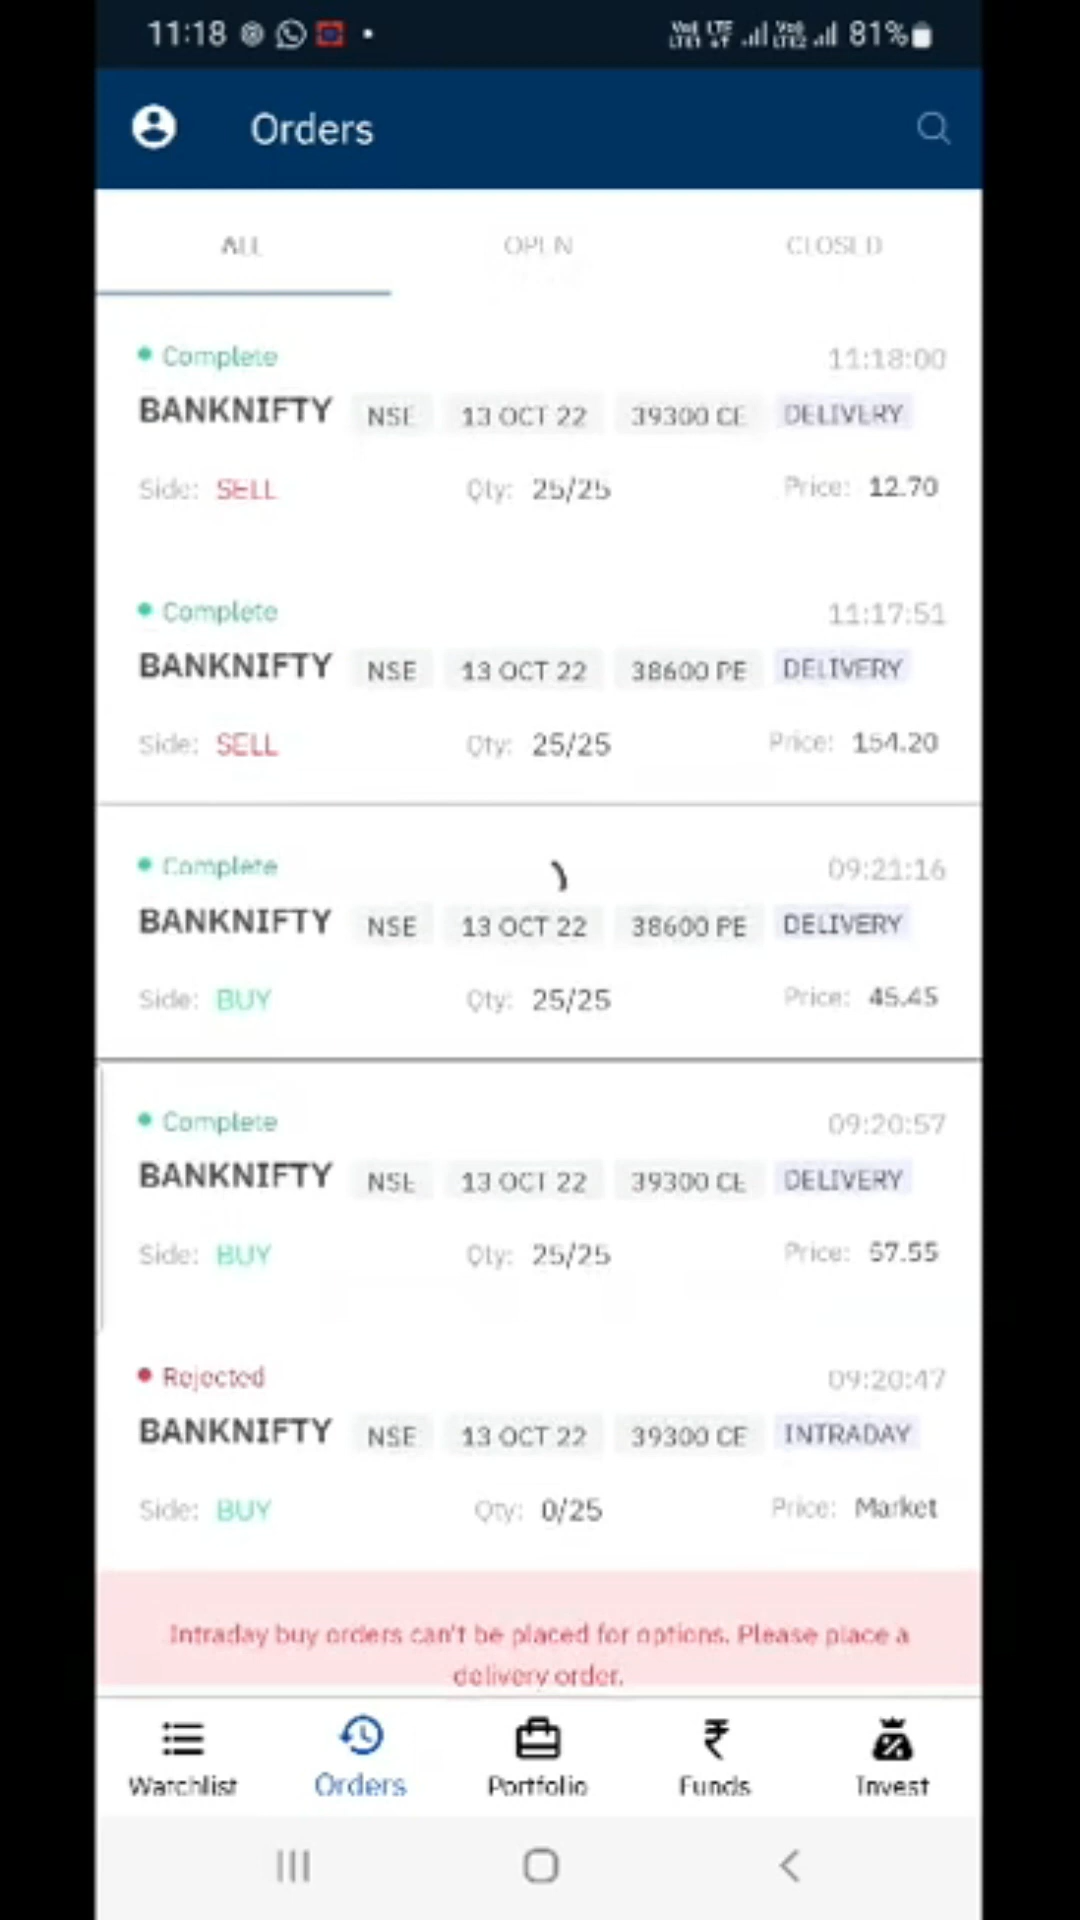 11:18 81%
Orders
ALL OPEN CLOSED
Complete 11:18:00
BANKNIFTY NSE 13 OCT 22 39300 CE DELIVERY
Side: SELL Qty: 25/25 Price: 12.70
Complete 11:17:51
BANKNIFTY NSE 13 OCT 22 38600 PE DELIVERY
Side: SELL Qty: 25/25 Price: 154.20
Complete 09:21:16
BANKNIFTY NSE 13 OCT 22 38600 PE DELIVERY
Side: BUY Qty: 25/25 Price: 45.45
Complete 09:20:57
BANKNIFTY NSE 13 OCT 22 39300 CE DELIVERY
Side: BUY Qty: 25/25 Price:
Rejected 09:20:47
BANKNIFTY NSE 13 OCT 22 39300 CE INTRADAY
Side: BUY Qty: 0/25 Price: Market
Intraday buy orders can't be placed for options. Please place a
delivery order.
Watchlist Orders Portfolio Funds Invest